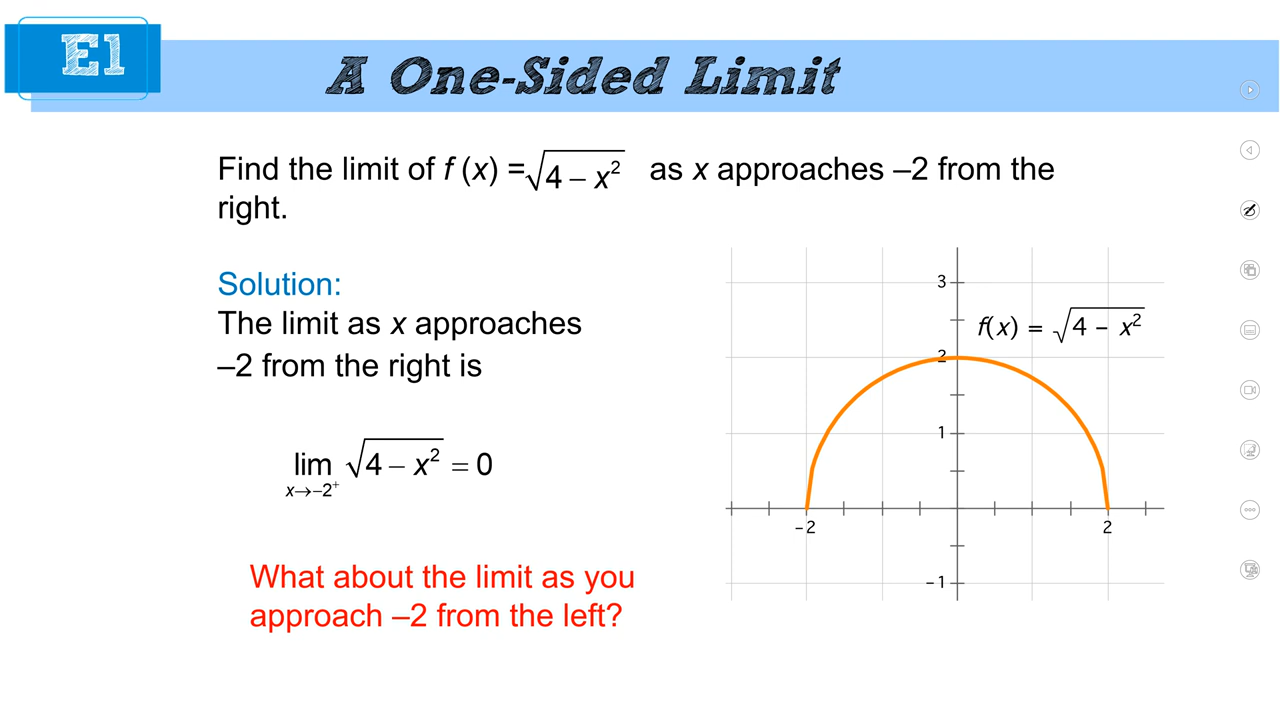 E1
A One-Sided Limit
Find the limit of f (x) = √4 – x² as x approaches –2 from the
right.
Solution:
The limit as x approaches
–2 from the right is
lim √4 – x² = 0
x→–2⁺
What about the limit as you
approach –2 from the left?
3
f(x) = √4 – x²
2
1
–2
2
–1